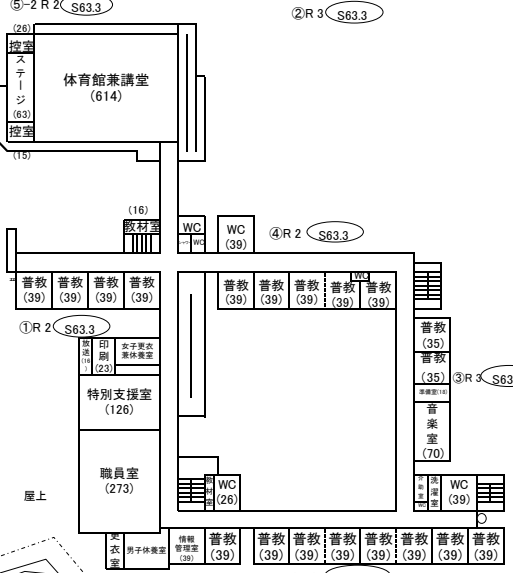 ⑤-2 R 2 S63.3
②R 3 S63.3
(26)
控室
ステージ
(63)
控室
(15)
体育館兼講堂
(614)
(16)
教材室
WC
WC
WC
(39)
④R 2 S63.3
普教 普教 普教 普教
(39) (39) (39) (39)
普教 普教 普教 普教 普教
(39) (39) (39) (39) (39)
WC
①R 2 S63.3
放送
(16)
印刷
(23)
女子更衣
兼休養室
特別支援室
(126)
職員室
(273)
屋上
普教
(35)
普教
(35)
③R 3 S63
準備室(18)
音楽室
(70)
教材室
WC
(26)
WC
洗濯室
WC
(39)
更衣室
男子休養室
情報
管理室
(39)
普教 普教 普教 普教 普教 普教 普教 普教
(39) (39) (39) (39) (39) (39) (39) (39)